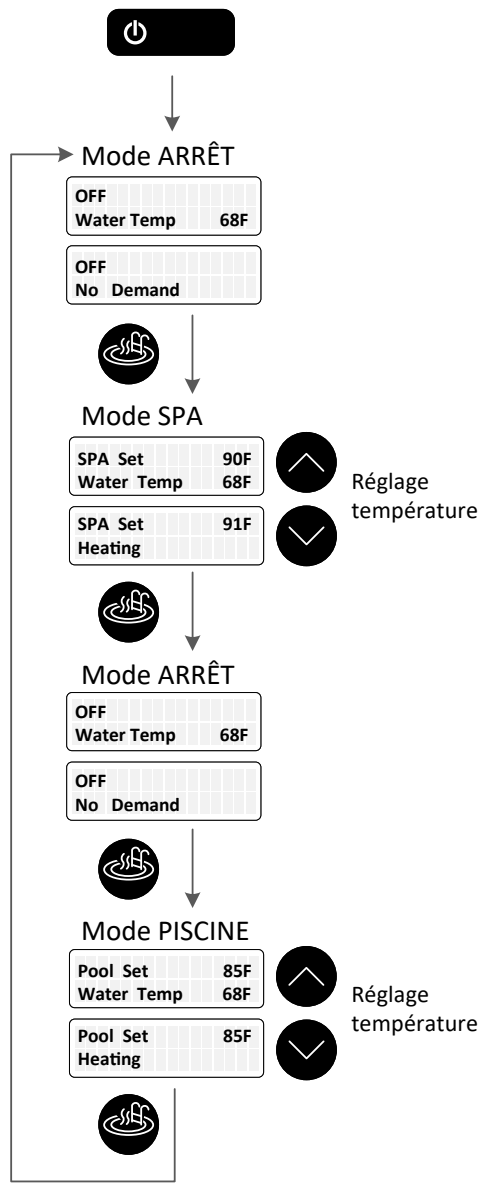 Mode ARRÊT
OFF
Water Temp 68F
OFF
No Demand
Mode SPA
SPA Set 90F
Water Temp 68F
SPA Set 91F
Heating
Réglage
température
Mode ARRÊT
OFF
Water Temp 68F
OFF
No Demand
Mode PISCINE
Pool Set 85F
Water Temp 68F
Pool Set 85F
Heating
Réglage
température